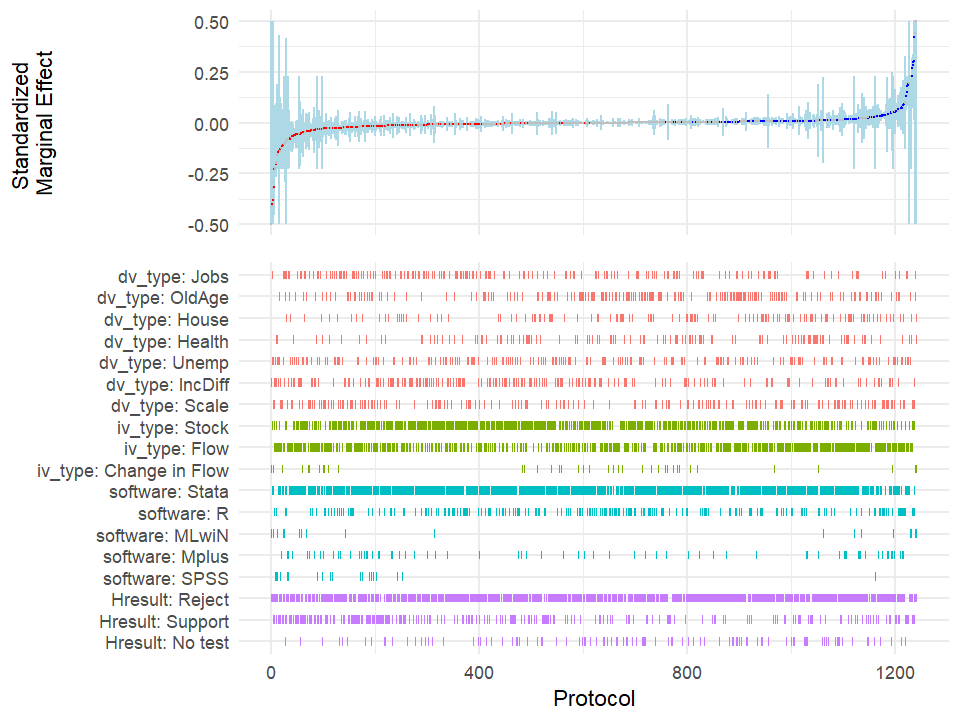 Standardized
Marginal Effect
0.50
0.25
0.00
-0.25
-0.50
dv_type: Jobs
dv_type: OldAge
dv_type: House
dv_type: Health
dv_type: Unemp
dv_type: IncDiff
dv_type: Scale
iv_type: Stock
iv_type: Flow
iv_type: Change in Flow
software: Stata
software: R
software: MLwiN
software: Mplus
software: SPSS
Hresult: Reject
Hresult: Support
Hresult: No test
0 400 800 1200
Protocol